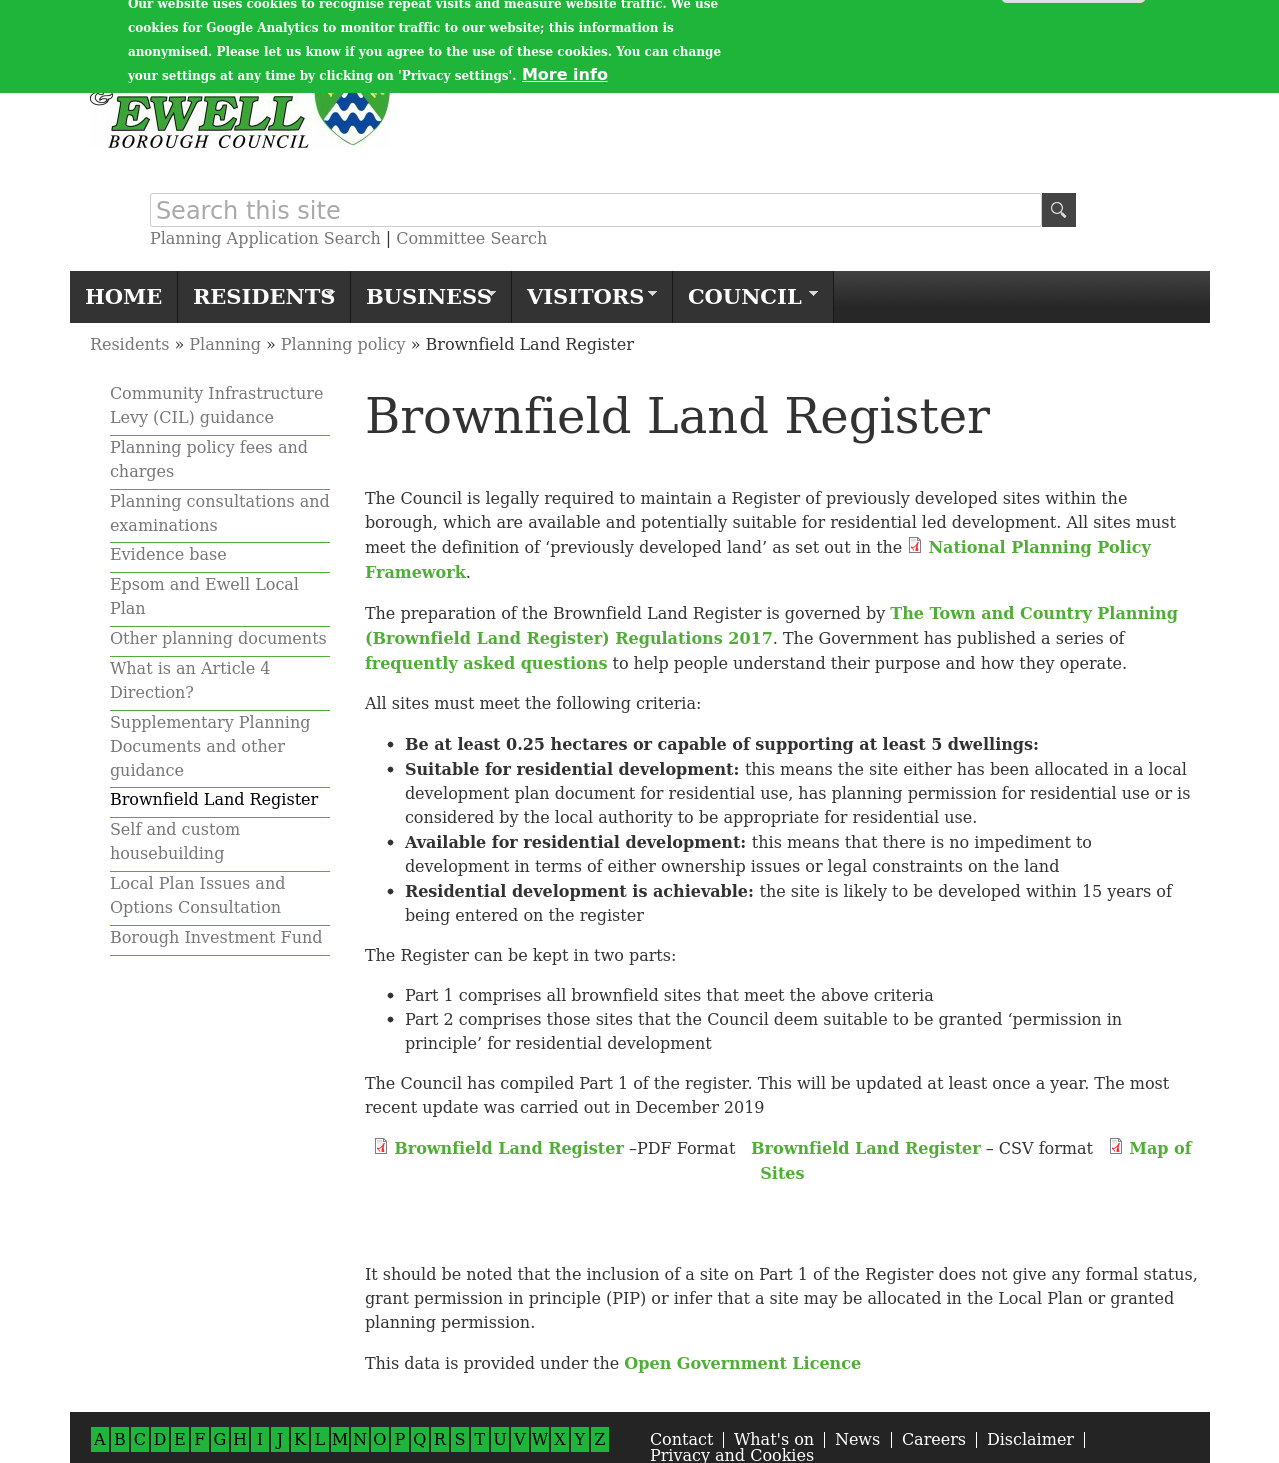 Our website uses cookies to recognise repeat visits and measure website traffic. We use
cookies for Google Analytics to monitor traffic to our website; this information is
anonymised. Please let us know if you agree to the use of these cookies. You can change
your settings at any time by clicking on 'Privacy settings'. More info
& EWELL
BOROUGH COUNCIL
Search this site
Planning Application Search | Committee Search
HOME RESIDENTS BUSINESS VISITORS COUNCIL
Residents » Planning » Planning policy » Brownfield Land Register
Community Infrastructure
Levy (CIL) guidance
Planning policy fees and
charges
Planning consultations and
examinations
Evidence base
Epsom and Ewell Local
Plan
Other planning documents
What is an Article 4
Direction?
Supplementary Planning
Documents and other
guidance
Brownfield Land Register
Self and custom
housebuilding
Local Plan Issues and
Options Consultation
Borough Investment Fund
Brownfield Land Register
The Council is legally required to maintain a Register of previously developed sites within the
borough, which are available and potentially suitable for residential led development. All sites must
meet the definition of ‘previously developed land’ as set out in the National Planning Policy
Framework.
The preparation of the Brownfield Land Register is governed by The Town and Country Planning
(Brownfield Land Register) Regulations 2017. The Government has published a series of
frequently asked questions to help people understand their purpose and how they operate.
All sites must meet the following criteria:
• Be at least 0.25 hectares or capable of supporting at least 5 dwellings:
• Suitable for residential development: this means the site either has been allocated in a local
development plan document for residential use, has planning permission for residential use or is
considered by the local authority to be appropriate for residential use.
• Available for residential development: this means that there is no impediment to
development in terms of either ownership issues or legal constraints on the land
• Residential development is achievable: the site is likely to be developed within 15 years of
being entered on the register
The Register can be kept in two parts:
• Part 1 comprises all brownfield sites that meet the above criteria
• Part 2 comprises those sites that the Council deem suitable to be granted ‘permission in
principle’ for residential development
The Council has compiled Part 1 of the register. This will be updated at least once a year. The most
recent update was carried out in December 2019
Brownfield Land Register –PDF Format Brownfield Land Register – CSV format Map of
Sites
It should be noted that the inclusion of a site on Part 1 of the Register does not give any formal status,
grant permission in principle (PIP) or infer that a site may be allocated in the Local Plan or granted
planning permission.
This data is provided under the Open Government Licence
A B C D E F G H I J K L M N O P Q R S T U V W X Y Z
Contact | What's on | News | Careers | Disclaimer |
Privacy and Cookies